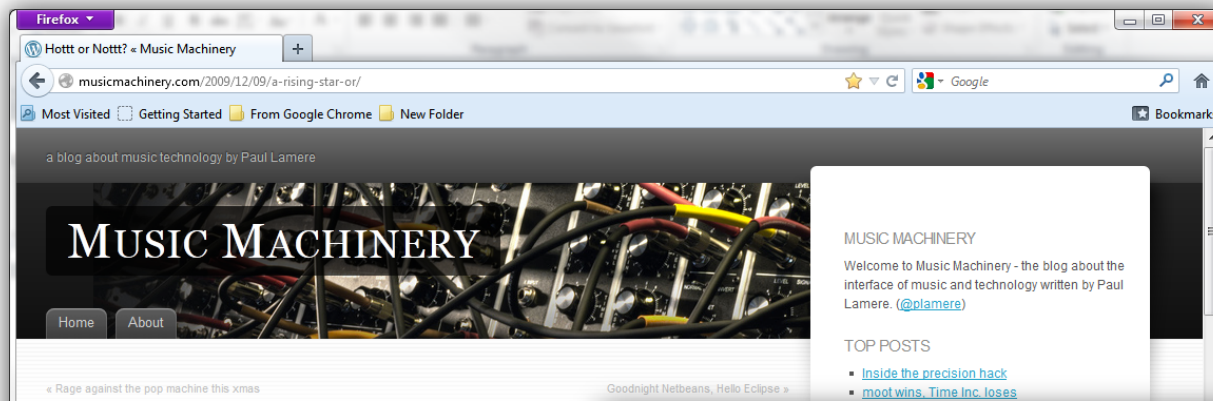 Firefox
Hottt or Nottt? « Music Machinery
musicmachinery.com/2009/12/09/a-rising-star-or/
Google
Most Visited
Getting Started
From Google Chrome
New Folder
Bookmark
a blog about music technology by Paul Lamere
MUSIC MACHINERY
Home
About
« Rage against the pop machine this xmas
Goodnight Netbeans, Hello Eclipse »
MUSIC MACHINERY
Welcome to Music Machinery - the blog about the
interface of music and technology written by Paul
Lamere. (@plamere)
TOP POSTS
Inside the precision hack
moot wins, Time Inc. loses